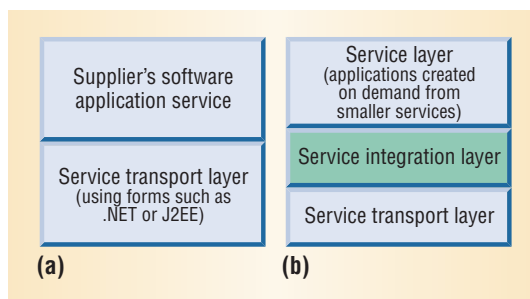 Supplier's software
application service
Service transport layer
(using forms such as
.NET or J2EE)
(a)
Service layer
(applications created
on demand from
smaller services)
Service integration layer
Service transport layer
(b)